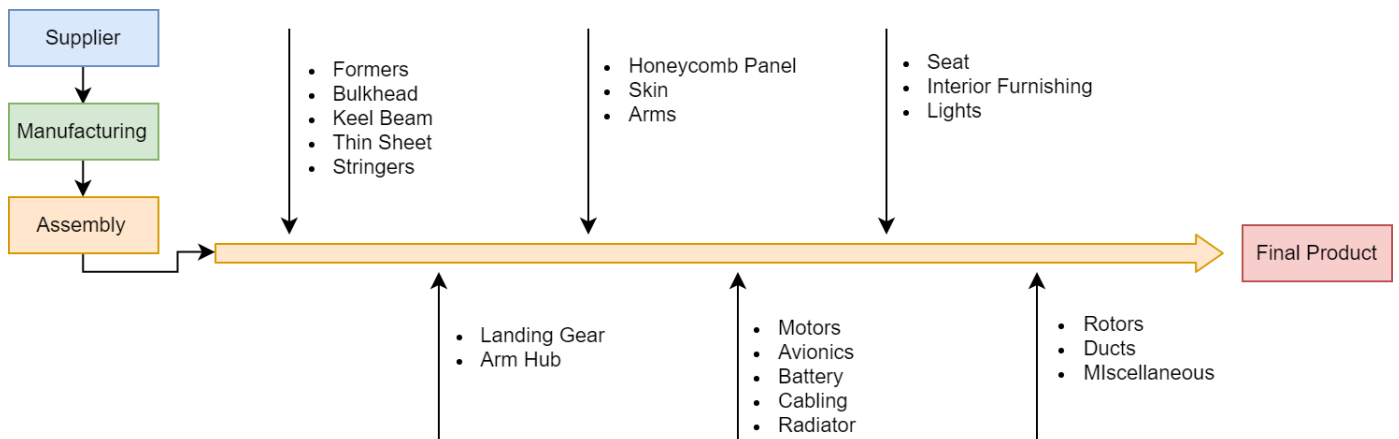 Supplier
Manufacturing
Assembly
Formers
Bulkhead
Keel Beam
Thin Sheet
Stringers
Honeycomb Panel
Skin
Arms
Seat
Interior Furnishing
Lights
Final Product
Landing Gear
Arm Hub
Motors
Avionics
Battery
Cabling
Radiator
Rotors
Ducts
MIscellaneous